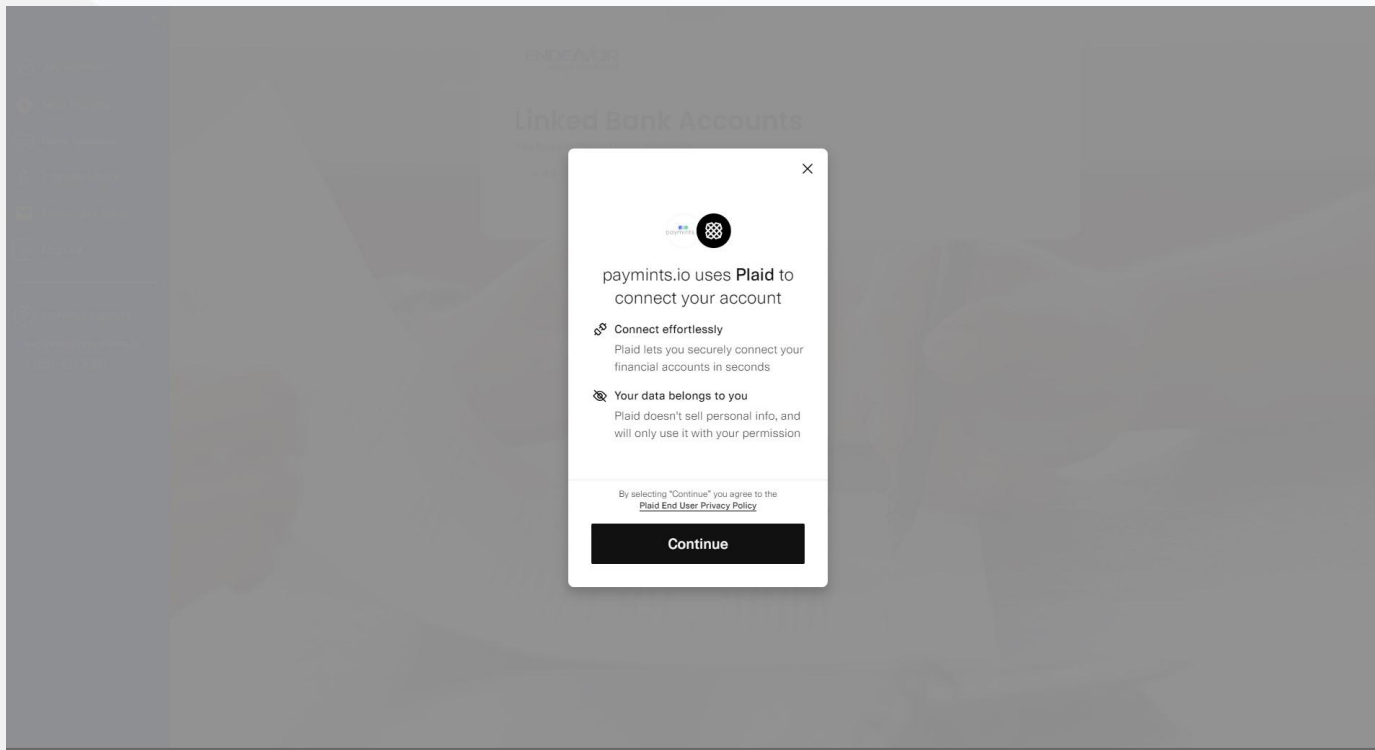 ENDEAVOR
Linked Bank Accounts
paymints
paymints.io uses Plaid to
connect your account
Connect effortlessly
Plaid lets you securely connect your
financial accounts in seconds
Your data belongs to you
Plaid doesn't sell personal info, and
will only use it with your permission
By selecting "Continue" you agree to the
Plaid End User Privacy Policy
Continue